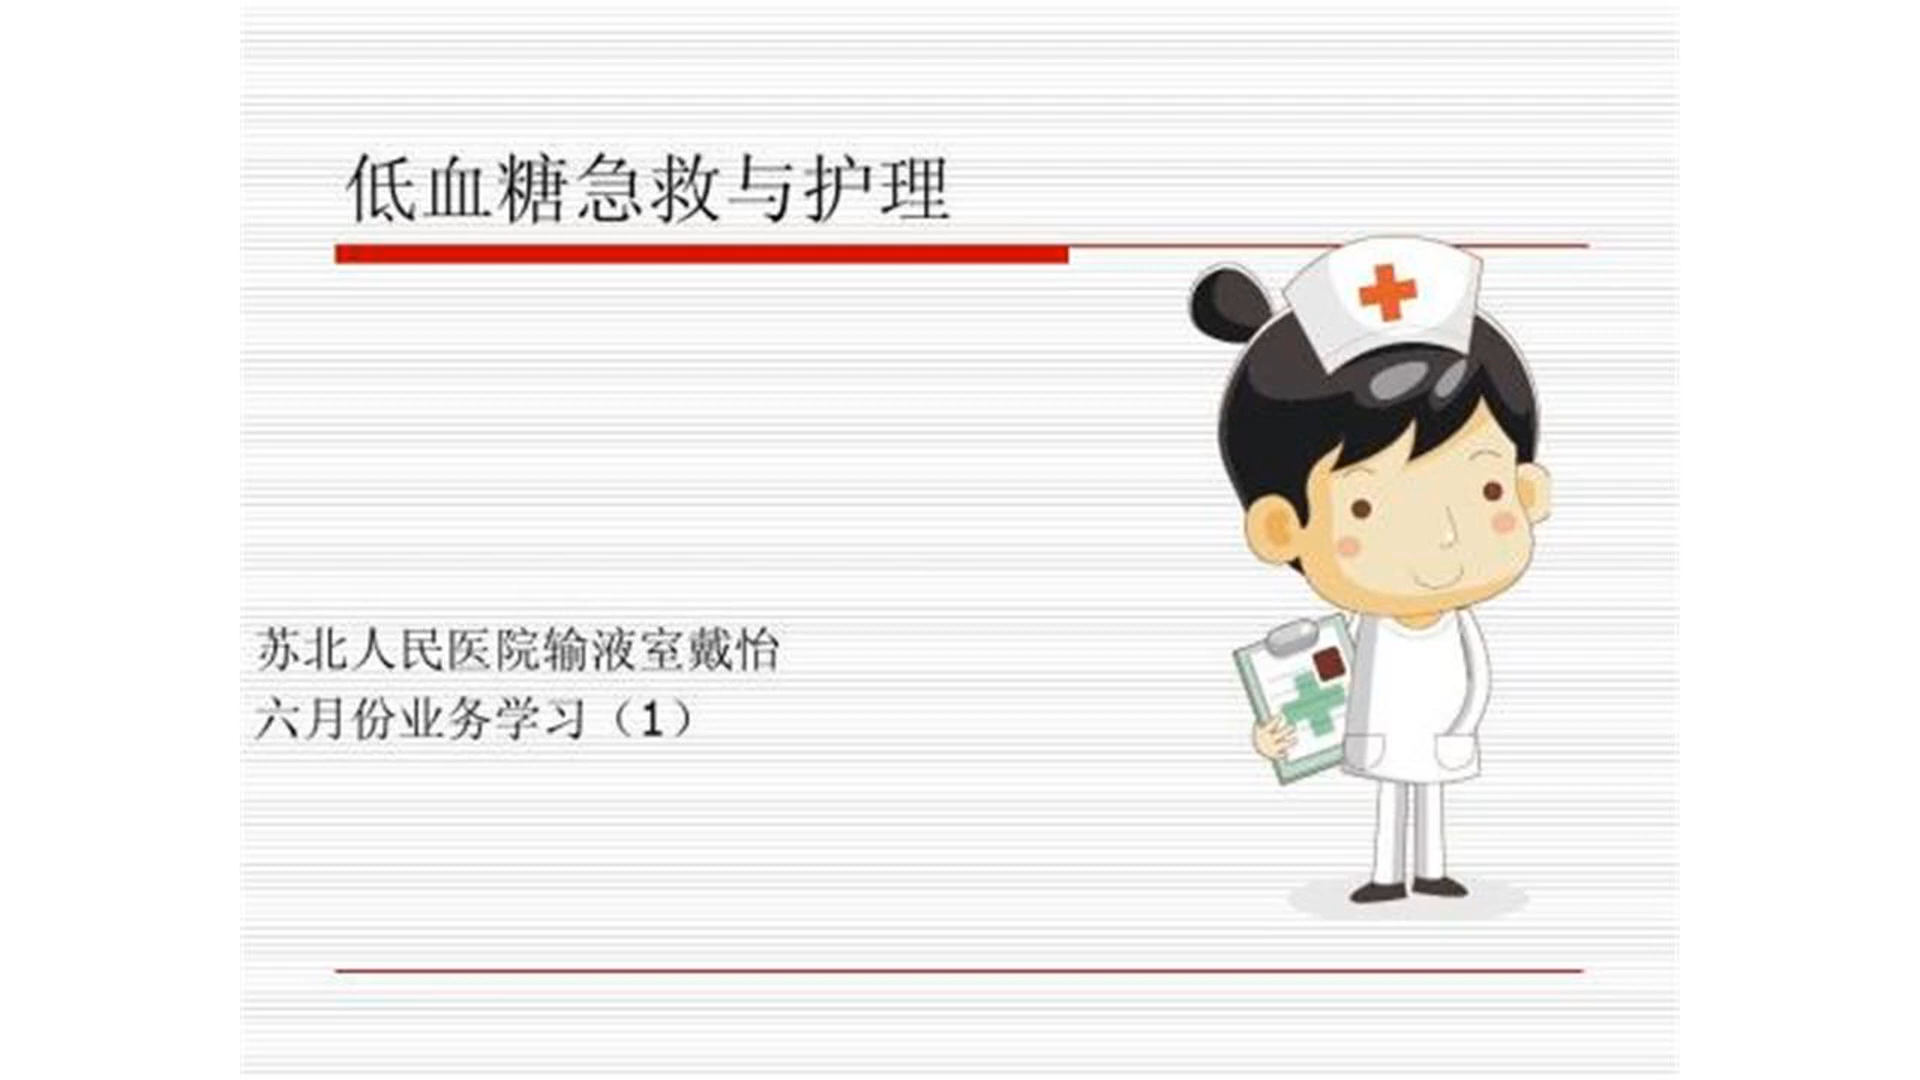 低血糖急救与护理
苏北人民医院输液室戴怡
六月份业务学习（1）